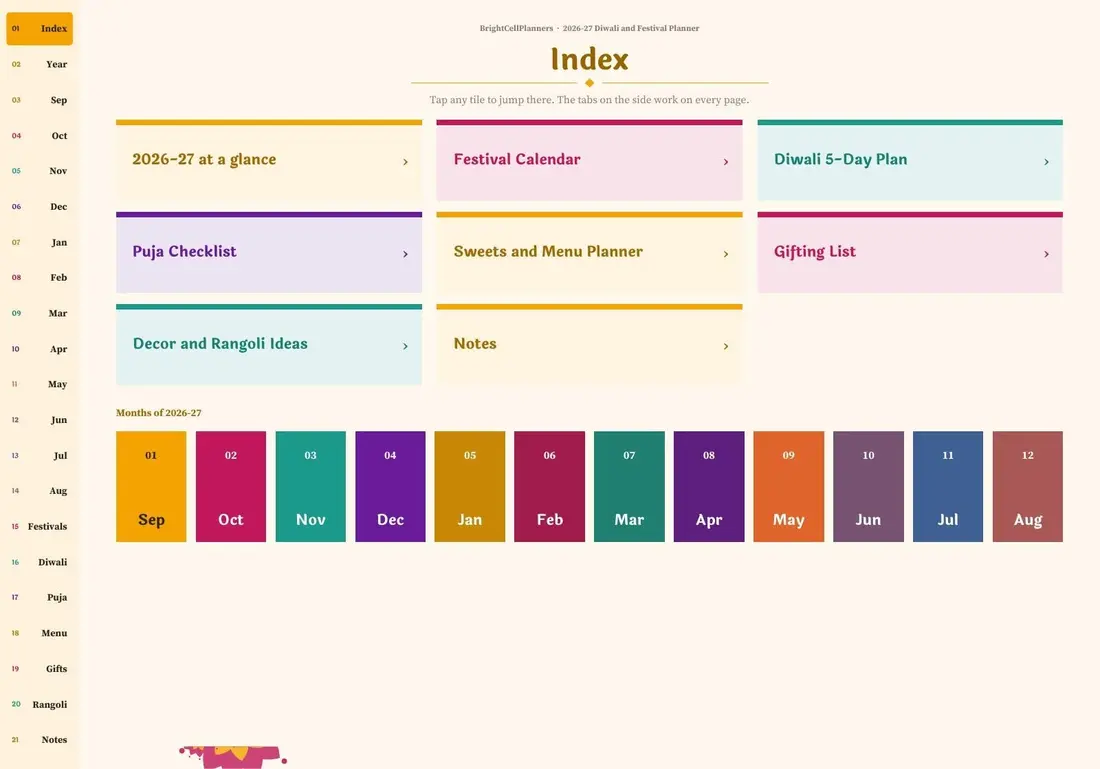 01 Index
02 Year
03 Sep
04 Oct
05 Nov
06 Dec
07 Jan
08 Feb
09 Mar
10 Apr
11 May
12 Jun
13 Jul
14 Aug
15 Festivals
16 Diwali
17 Puja
18 Menu
19 Gifts
20 Rangoli
21 Notes
BrightCellPlanners · 2026-27 Diwali and Festival Planner
Index
Tap any tile to jump there. The tabs on the side work on every page.
2026-27 at a glance ›
Festival Calendar ›
Diwali 5-Day Plan ›
Puja Checklist ›
Sweets and Menu Planner ›
Gifting List ›
Decor and Rangoli Ideas ›
Notes ›
Months of 2026-27
01 02 03 04 05 06 07 08 09 10 11 12
Sep Oct Nov Dec Jan Feb Mar Apr May Jun Jul Aug